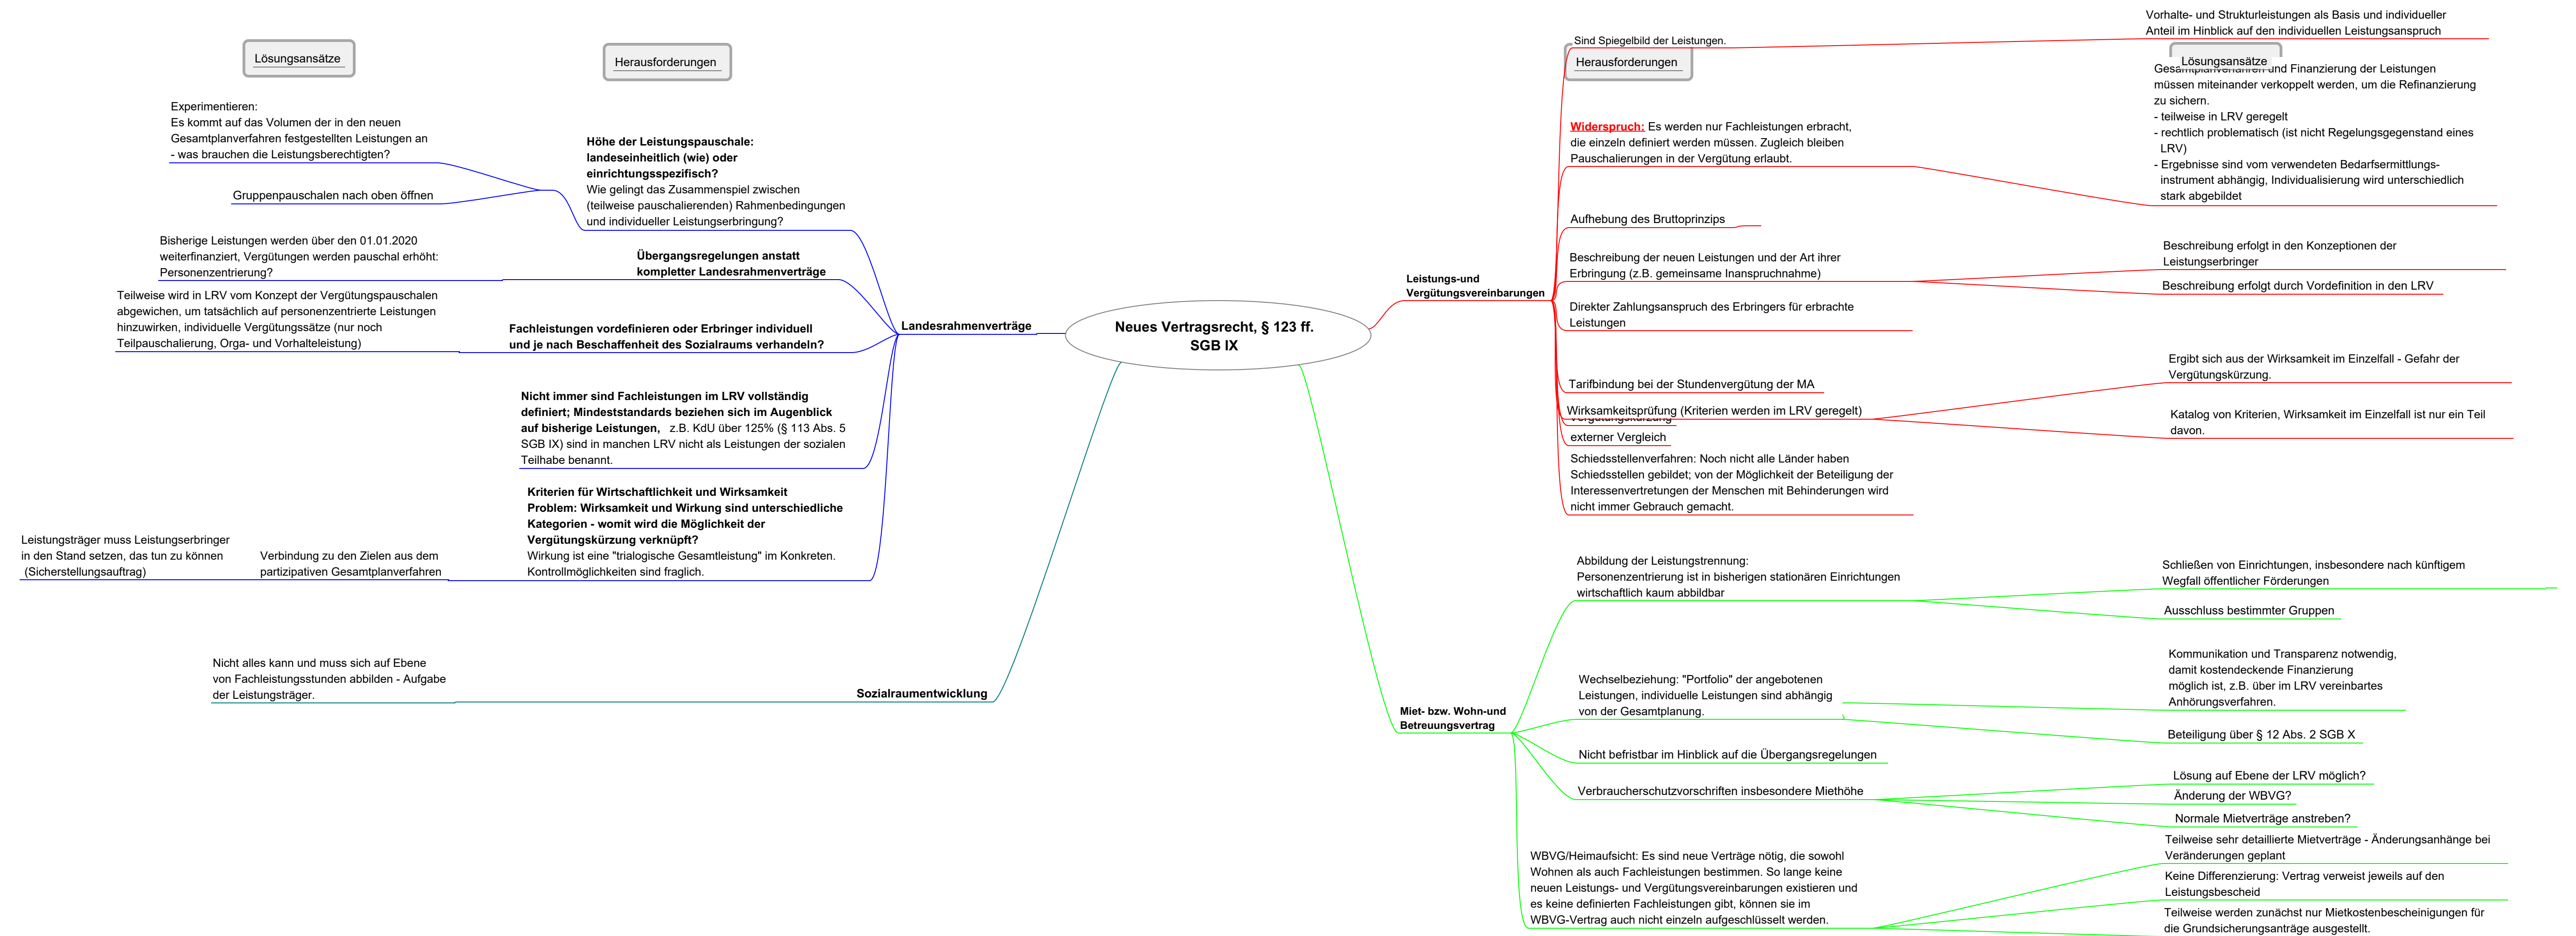 Neues Vertragsrecht, § 123 ff.
SGB IX
Lösungsansätze
Herausforderungen
Landesrahmenverträge
Höhe der Leistungspauschale:
landeseinheitlich (wie) oder
einrichtungsspezifisch?
Wie gelingt das Zusammenspiel zwischen
(teilweise pauschalierenden) Rahmenbedingungen
und individueller Leistungserbringung?
Experimentieren:
Es kommt auf das Volumen der in den neuen
Gesamtplanverfahren festgestellten Leistungen an
- was brauchen die Leistungsberechtigten?
Gruppenpauschalen nach oben öffnen
Übergangsregelungen anstatt
kompletter Landesrahmenverträge
Bisherige Leistungen werden über den 01.01.2020
weiterfinanziert, Vergütungen werden pauschal erhöht:
Personenzentrierung?
Fachleistungen vordefinieren oder Erbringer individuell
und je nach Beschaffenheit des Sozialraums verhandeln?
Teilweise wird in LRV vom Konzept der Vergütungspauschalen
abgewichen, um tatsächlich auf personenzentrierte Leistungen
hinzuwirken, individuelle Vergütungssätze (nur noch
Teilpauschalierung, Orga- und Vorhalteleistung)
Nicht immer sind Fachleistungen im LRV vollständig
definiert; Mindeststandards beziehen sich im Augenblick
auf bisherige Leistungen, z.B. KdU über 125% (§ 113 Abs. 5
SGB IX) sind in manchen LRV nicht als Leistungen der sozialen
Teilhabe benannt.
Kriterien für Wirtschaftlichkeit und Wirksamkeit
Problem: Wirksamkeit und Wirkung sind unterschiedliche
Kategorien - womit wird die Möglichkeit der
Vergütungskürzung verknüpft?
Wirkung ist eine "trialogische Gesamtleistung" im Konkreten.
Kontrollmöglichkeiten sind fraglich.
Verbindung zu den Zielen aus dem
partizipativen Gesamtplanverfahren
Leistungsträger muss Leistungserbringer
in den Stand setzen, das tun zu können
(Sicherstellungsauftrag)
Sozialraumentwicklung
Nicht alles kann und muss sich auf Ebene
von Fachleistungsstunden abbilden - Aufgabe
der Leistungsträger.
Herausforderungen
Lösungsansätze
Leistungs-und
Vergütungsvereinbarungen
Sind Spiegelbild der Leistungen.
Vorhalte- und Strukturleistungen als Basis und individueller
Anteil im Hinblick auf den individuellen Leistungsanspruch
Widerspruch: Es werden nur Fachleistungen erbracht,
die einzeln definiert werden müssen. Zugleich bleiben
Pauschalierungen in der Vergütung erlaubt.
Gesamtplanverfahren und Finanzierung der Leistungen
müssen miteinander verkoppelt werden, um die Refinanzierung
zu sichern.
- teilweise in LRV geregelt
- rechtlich problematisch (ist nicht Regelungsgegenstand eines
LRV)
- Ergebnisse sind vom verwendeten Bedarfsermittlungs-
instrument abhängig, Individualisierung wird unterschiedlich
stark abgebildet
Aufhebung des Bruttoprinzips
Beschreibung der neuen Leistungen und der Art ihrer
Erbringung (z.B. gemeinsame Inanspruchnahme)
Beschreibung erfolgt in den Konzeptionen der
Leistungserbringer
Beschreibung erfolgt durch Vordefinition in den LRV
Direkter Zahlungsanspruch des Erbringers für erbrachte
Leistungen
Tarifbindung bei der Stundenvergütung der MA
Wirksamkeitsprüfung (Kriterien werden im LRV geregelt)
Ergibt sich aus der Wirksamkeit im Einzelfall - Gefahr der
Vergütungskürzung.
Katalog von Kriterien, Wirksamkeit im Einzelfall ist nur ein Teil
davon.
Vergütungskürzung
externer Vergleich
Schiedsstellenverfahren: Noch nicht alle Länder haben
Schiedsstellen gebildet; von der Möglichkeit der Beteiligung der
Interessenvertretungen der Menschen mit Behinderungen wird
nicht immer Gebrauch gemacht.
Miet- bzw. Wohn-und
Betreuungsvertrag
Abbildung der Leistungstrennung:
Personenzentrierung ist in bisherigen stationären Einrichtungen
wirtschaftlich kaum abbildbar
Schließen von Einrichtungen, insbesondere nach künftigem
Wegfall öffentlicher Förderungen
Ausschluss bestimmter Gruppen
Wechselbeziehung: "Portfolio" der angebotenen
Leistungen, individuelle Leistungen sind abhängig
von der Gesamtplanung.
Kommunikation und Transparenz notwendig,
damit kostendeckende Finanzierung
möglich ist, z.B. über im LRV vereinbartes
Anhörungsverfahren.
Beteiligung über § 12 Abs. 2 SGB X
Nicht befristbar im Hinblick auf die Übergangsregelungen
Verbraucherschutzvorschriften insbesondere Miethöhe
Lösung auf Ebene der LRV möglich?
Änderung der WBVG?
Normale Mietverträge anstreben?
WBVG/Heimaufsicht: Es sind neue Verträge nötig, die sowohl
Wohnen als auch Fachleistungen bestimmen. So lange keine
neuen Leistungs- und Vergütungsvereinbarungen existieren und
es keine definierten Fachleistungen gibt, können sie im
WBVG-Vertrag auch nicht einzeln aufgeschlüsselt werden.
Teilweise sehr detaillierte Mietverträge - Änderungsanhänge bei
Veränderungen geplant
Keine Differenzierung: Vertrag verweist jeweils auf den
Leistungsbescheid
Teilweise werden zunächst nur Mietkostenbescheinigungen für
die Grundsicherungsanträge ausgestellt.